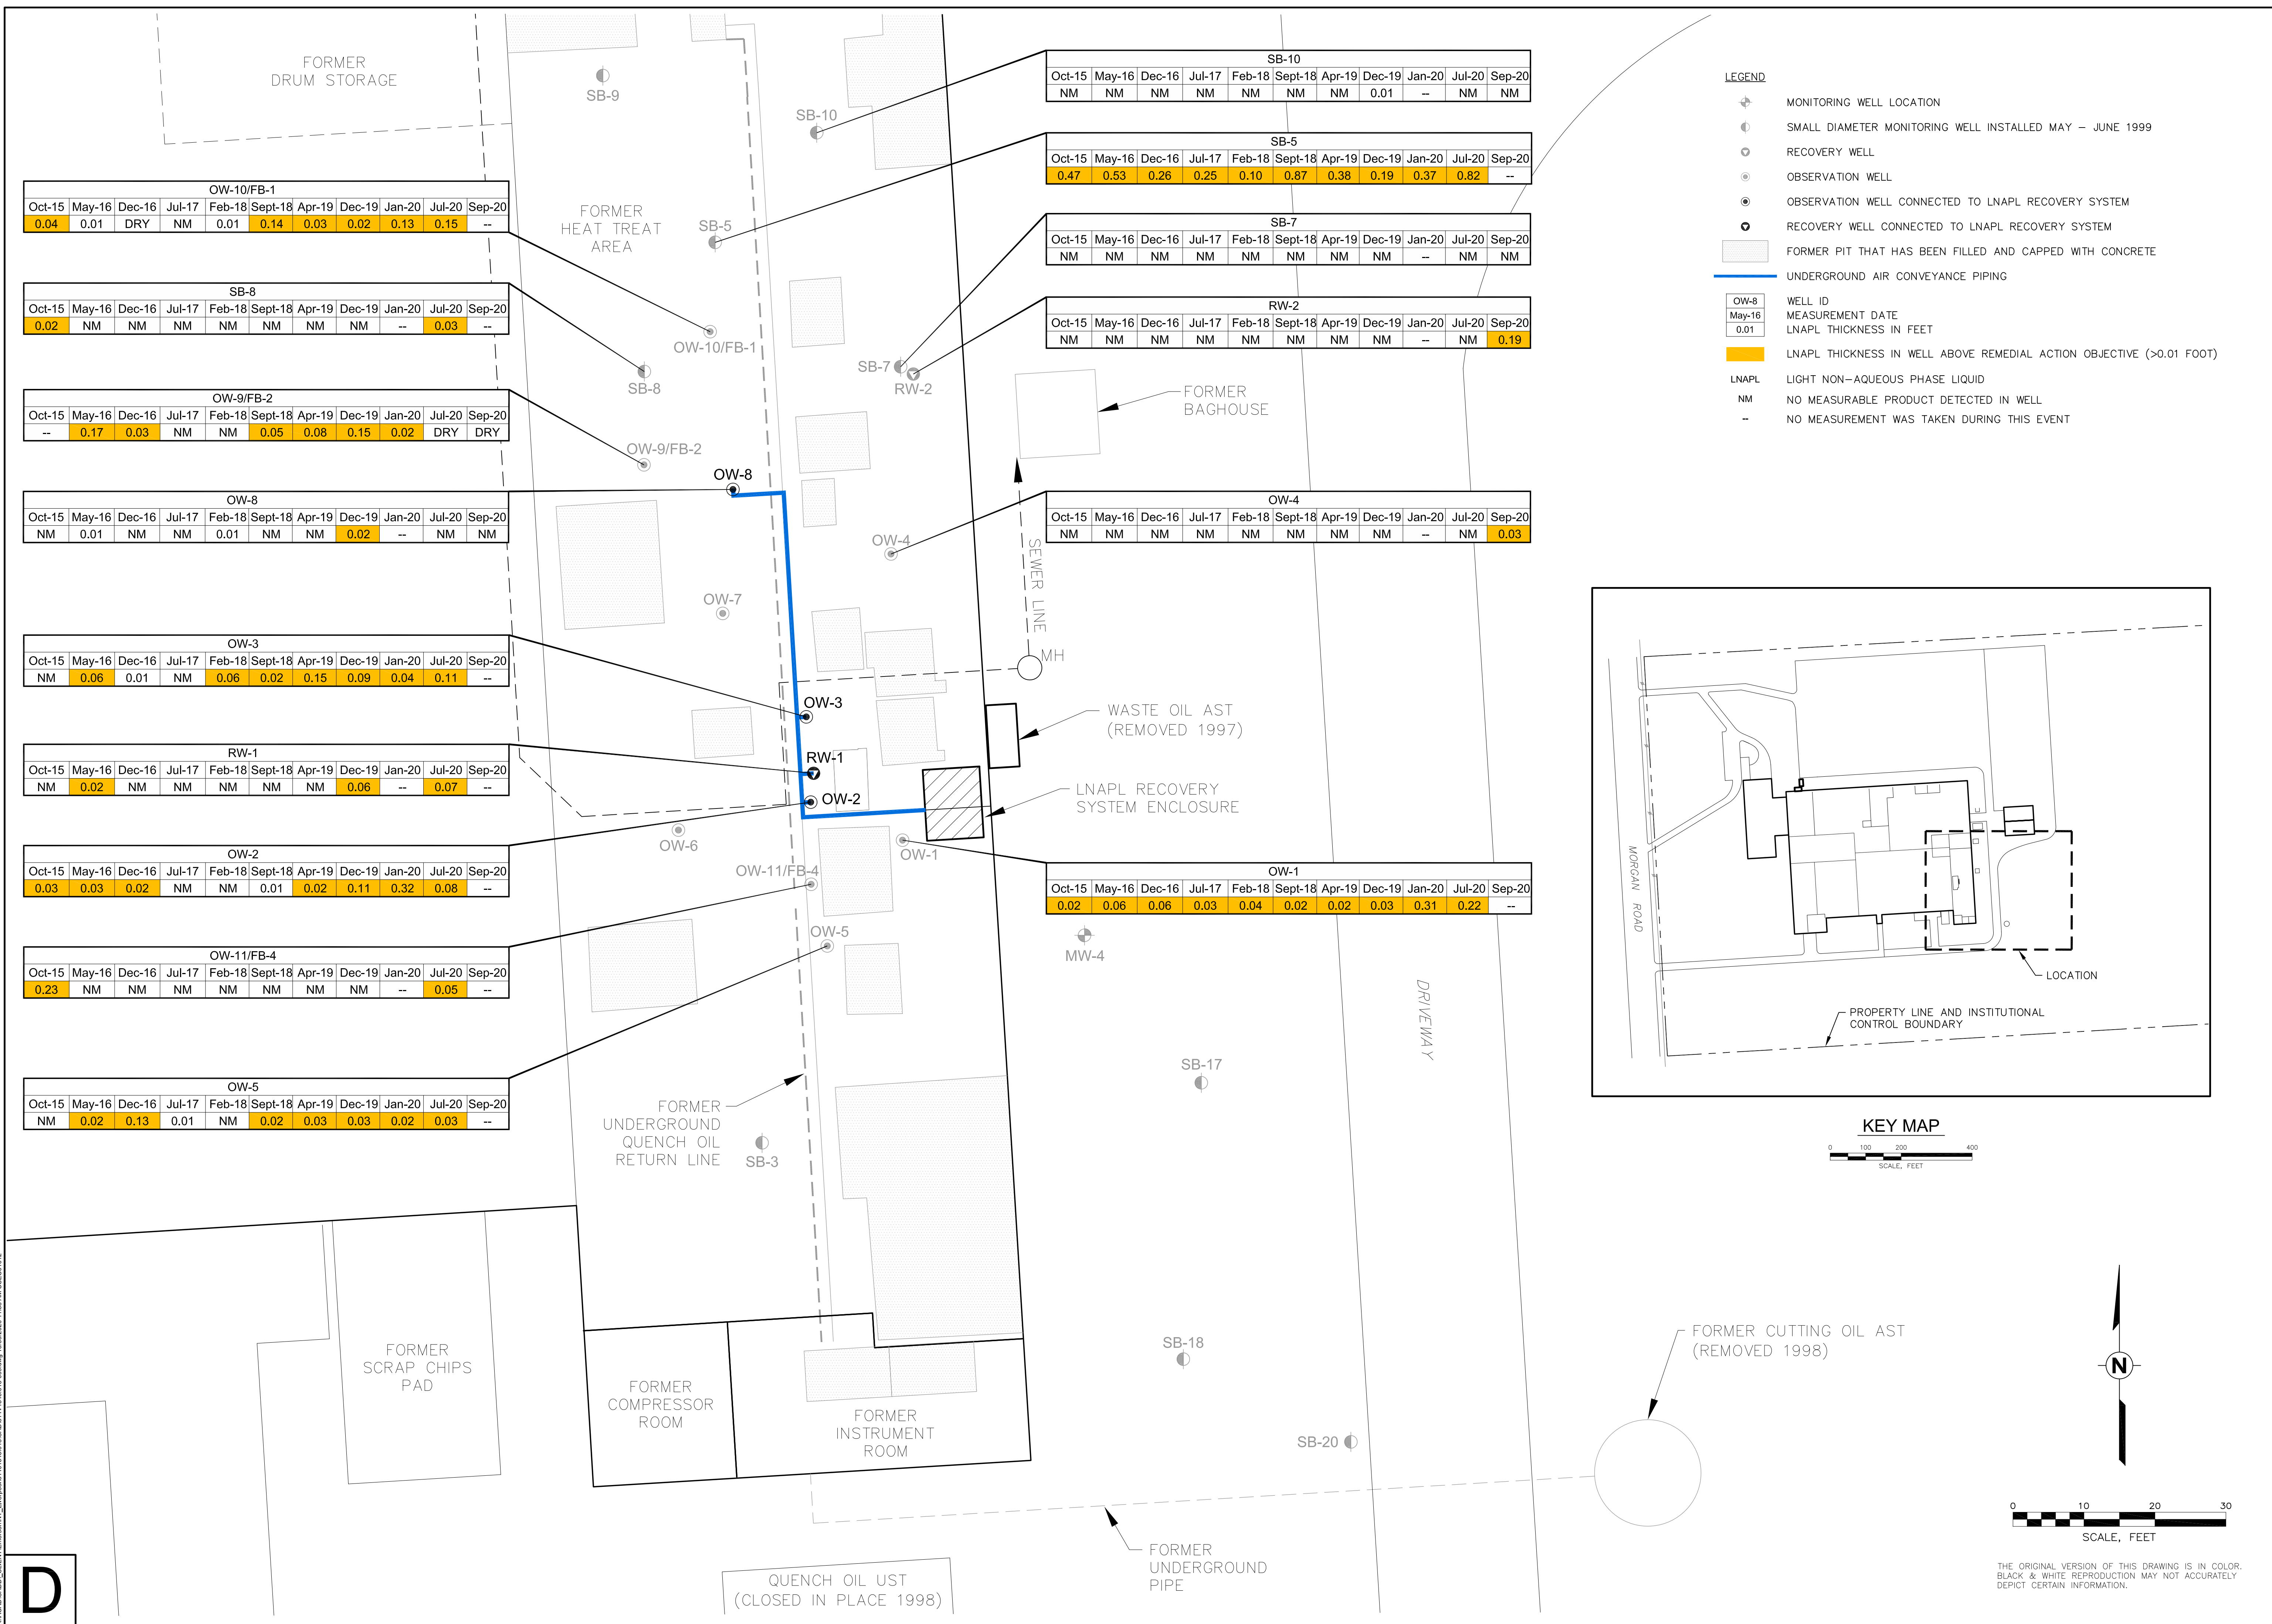 FORMER
DRUM STORAGE
SB-9
SB-10
SB-10
Oct-15 May-16 Dec-16 Jul-17 Feb-18 Sept-18 Apr-19 Dec-19 Jan-20 Jul-20 Sep-20
NM NM NM NM NM NM NM 0.01 -- NM NM
SB-5
Oct-15 May-16 Dec-16 Jul-17 Feb-18 Sept-18 Apr-19 Dec-19 Jan-20 Jul-20 Sep-20
0.47 0.53 0.26 0.25 0.10 0.87 0.38 0.19 0.37 0.82 --
SB-7
Oct-15 May-16 Dec-16 Jul-17 Feb-18 Sept-18 Apr-19 Dec-19 Jan-20 Jul-20 Sep-20
NM NM NM NM NM NM NM NM -- NM NM
RW-2
Oct-15 May-16 Dec-16 Jul-17 Feb-18 Sept-18 Apr-19 Dec-19 Jan-20 Jul-20 Sep-20
NM NM NM NM NM NM NM NM -- NM 0.19
OW-4
Oct-15 May-16 Dec-16 Jul-17 Feb-18 Sept-18 Apr-19 Dec-19 Jan-20 Jul-20 Sep-20
NM NM NM NM NM NM NM NM -- NM 0.03
OW-1
Oct-15 May-16 Dec-16 Jul-17 Feb-18 Sept-18 Apr-19 Dec-19 Jan-20 Jul-20 Sep-20
0.02 0.06 0.06 0.03 0.04 0.02 0.02 0.03 0.31 0.22 --
OW-10/FB-1
Oct-15 May-16 Dec-16 Jul-17 Feb-18 Sept-18 Apr-19 Dec-19 Jan-20 Jul-20 Sep-20
0.04 0.01 DRY NM 0.01 0.14 0.03 0.02 0.13 0.15 --
SB-8
Oct-15 May-16 Dec-16 Jul-17 Feb-18 Sept-18 Apr-19 Dec-19 Jan-20 Jul-20 Sep-20
0.02 NM NM NM NM NM NM NM -- 0.03 --
OW-9/FB-2
Oct-15 May-16 Dec-16 Jul-17 Feb-18 Sept-18 Apr-19 Dec-19 Jan-20 Jul-20 Sep-20
-- 0.17 0.03 NM NM 0.05 0.08 0.15 0.02 DRY DRY
OW-8
Oct-15 May-16 Dec-16 Jul-17 Feb-18 Sept-18 Apr-19 Dec-19 Jan-20 Jul-20 Sep-20
NM 0.01 NM NM 0.01 NM NM 0.02 -- NM NM
OW-3
Oct-15 May-16 Dec-16 Jul-17 Feb-18 Sept-18 Apr-19 Dec-19 Jan-20 Jul-20 Sep-20
NM 0.06 0.01 NM 0.06 0.02 0.15 0.09 0.04 0.11 --
RW-1
Oct-15 May-16 Dec-16 Jul-17 Feb-18 Sept-18 Apr-19 Dec-19 Jan-20 Jul-20 Sep-20
NM 0.02 NM NM NM NM NM 0.06 -- 0.07 --
OW-2
Oct-15 May-16 Dec-16 Jul-17 Feb-18 Sept-18 Apr-19 Dec-19 Jan-20 Jul-20 Sep-20
0.03 0.03 0.02 NM NM 0.01 0.02 0.11 0.32 0.08 --
OW-11/FB-4
Oct-15 May-16 Dec-16 Jul-17 Feb-18 Sept-18 Apr-19 Dec-19 Jan-20 Jul-20 Sep-20
0.23 NM NM NM NM NM NM NM -- 0.05 --
OW-5
Oct-15 May-16 Dec-16 Jul-17 Feb-18 Sept-18 Apr-19 Dec-19 Jan-20 Jul-20 Sep-20
NM 0.02 0.13 0.01 NM 0.02 0.03 0.03 0.02 0.03 --
FORMER
HEAT TREAT
AREA
SB-5
OW-10/FB-1
SB-8
SB-7
RW-2
FORMER
BAGHOUSE
OW-9/FB-2
OW-8
OW-4
SEWER LINE
OW-7
MH
OW-3
WASTE OIL AST
(REMOVED 1997)
RW-1
LNAPL RECOVERY
SYSTEM ENCLOSURE
OW-2
OW-6
OW-1
OW-11/FB-4
OW-5
MW-4
DRIVEWAY
SB-17
FORMER
UNDERGROUND
QUENCH OIL
RETURN LINE
SB-3
SB-18
FORMER
SCRAP CHIPS
PAD
FORMER
COMPRESSOR
ROOM
FORMER
INSTRUMENT
ROOM
SB-20
FORMER CUTTING OIL AST
(REMOVED 1998)
FORMER
UNDERGROUND
PIPE
QUENCH OIL UST
(CLOSED IN PLACE 1998)
D
LEGEND
MONITORING WELL LOCATION
SMALL DIAMETER MONITORING WELL INSTALLED MAY – JUNE 1999
RECOVERY WELL
OBSERVATION WELL
OBSERVATION WELL CONNECTED TO LNAPL RECOVERY SYSTEM
RECOVERY WELL CONNECTED TO LNAPL RECOVERY SYSTEM
FORMER PIT THAT HAS BEEN FILLED AND CAPPED WITH CONCRETE
UNDERGROUND AIR CONVEYANCE PIPING
OW-8 WELL ID
May-16 MEASUREMENT DATE
0.01 LNAPL THICKNESS IN FEET
LNAPL THICKNESS IN WELL ABOVE REMEDIAL ACTION OBJECTIVE (>0.01 FOOT)
LNAPL LIGHT NON-AQUEOUS PHASE LIQUID
NM NO MEASURABLE PRODUCT DETECTED IN WELL
-- NO MEASUREMENT WAS TAKEN DURING THIS EVENT
MORGAN ROAD
LOCATION
PROPERTY LINE AND INSTITUTIONAL
CONTROL BOUNDARY
KEY MAP
0 100 200 400
SCALE, FEET
N
0 10 20 30
SCALE, FEET
THE ORIGINAL VERSION OF THIS DRAWING IS IN COLOR.
BLACK & WHITE REPRODUCTION MAY NOT ACCURATELY
DEPICT CERTAIN INFORMATION.